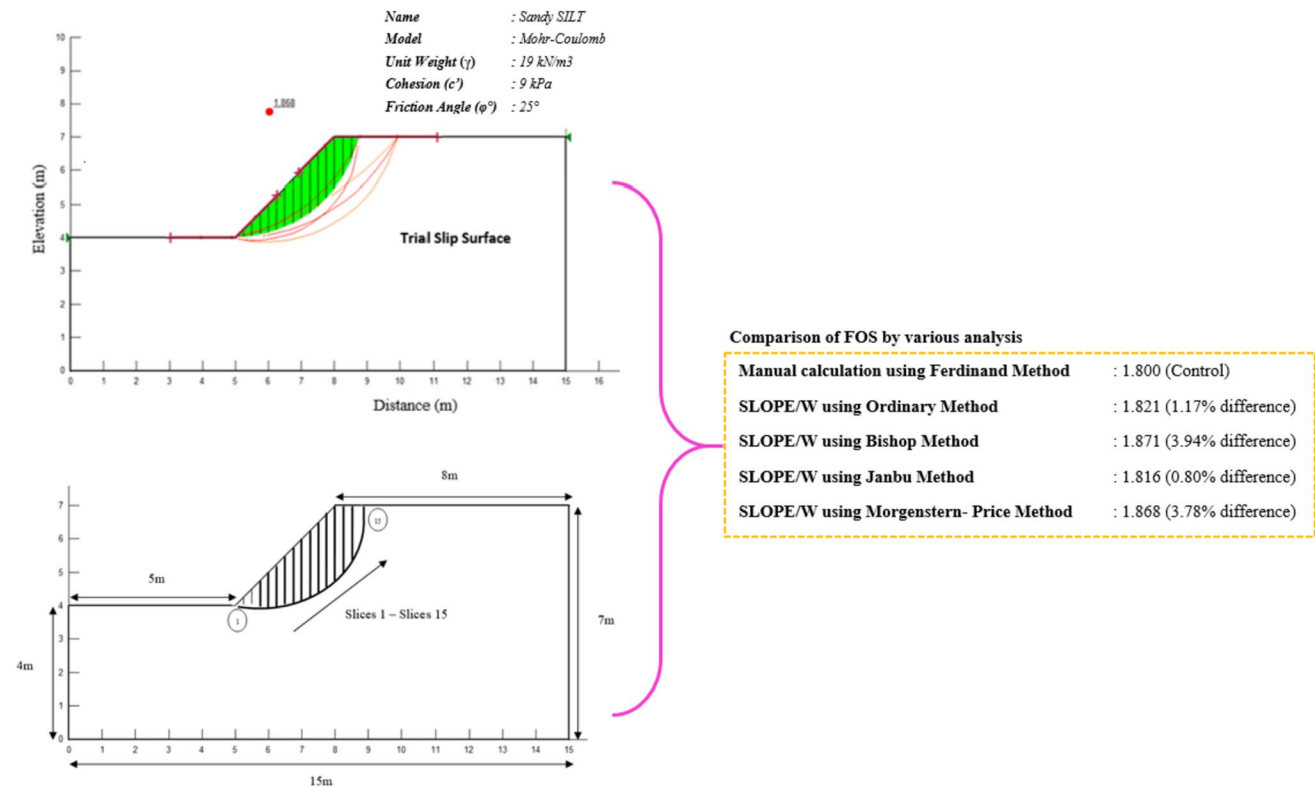 Name : Sandy SILT
Model : Mohr-Coulomb
Unit Weight (γ) : 19 kN/m3
Cohesion (c') : 9 kPa
Friction Angle (φ°) : 25°
10
9
8
7
6
5
4
3
2
1
0
1.868
Elevation (m)
Trial Slip Surface
0 1 2 3 4 5 6 7 8 9 10 11 12 13 14 15 16
Distance (m)
8m
7
6
5
4
3
2
1
0
15
5m
1
Slices 1 – Slices 15
4m
7m
0 1 2 3 4 5 6 7 8 9 10 11 12 13 14 15
15m
Comparison of FOS by various analysis
Manual calculation using Ferdinand Method : 1.800 (Control)
SLOPE/W using Ordinary Method : 1.821 (1.17% difference)
SLOPE/W using Bishop Method : 1.871 (3.94% difference)
SLOPE/W using Janbu Method : 1.816 (0.80% difference)
SLOPE/W using Morgenstern- Price Method : 1.868 (3.78% difference)